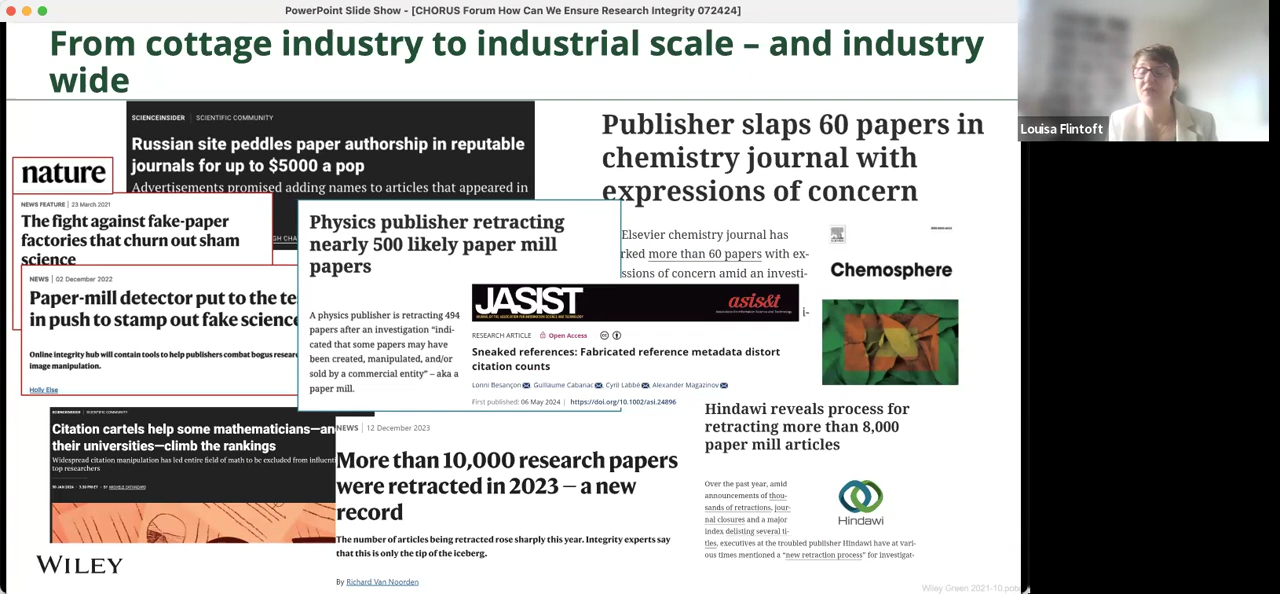 PowerPoint Slide Show - [CHORUS Forum How Can We Ensure Research Integrity 072424]
From cottage industry to industrial scale – and industry
wide
Louisa Flintoft
SCIENCEINSIDER | SCIENTIFIC COMMUNITY
Russian site peddles paper authorship in reputable
journals for up to $5000 a pop
Advertisements promised adding names to articles that appeared in
nature
NEWS FEATURE | 23 March 2021
The fight against fake-paper
factories that churn out sham
science
NEWS | 02 December 2022
Paper-mill detector put to the te
in push to stamp out fake science
Online integrity hub will contain tools to help publishers combat bogus resear
image manipulation.
Holly Else
Physics publisher retracting
nearly 500 likely paper mill
papers
A physics publisher is retracting 494
papers after an investigation “indi-
cated that some papers may have
been created, manipulated, and/or
sold by a commercial entity” – aka a
paper mill.
Publisher slaps 60 papers in
chemistry journal with
expressions of concern
Elsevier chemistry journal has
rked more than 60 papers with ex-
ssions of concern amid an investi-
i-
Chemosphere
JASIST
asis&t
RESEARCH ARTICLE Open Access
Sneaked references: Fabricated reference metadata distort
citation counts
Lonni Besançon, Guillaume Cabanac, Cyril Labbé, Alexander Magazinov
First published: 06 May 2024 | https://doi.org/10.1002/asi.24896
SCIENCEINSIDER | SCIENTIFIC COMMUNITY
Citation cartels help some mathematicians—an
their universities—climb the rankings
Widespread citation manipulation has led entire field of math to be excluded from influent
top researchers
NEWS | 12 December 2023
More than 10,000 research papers
were retracted in 2023 — a new
record
The number of articles being retracted rose sharply this year. Integrity experts say
that this is only the tip of the iceberg.
By Richard Van Noorden
Hindawi reveals process for
retracting more than 8,000
paper mill articles
Over the past year, amid
announcements of thou-
sands of retractions, jour-
nal closures and a major
index delisting several ti-
tles, executives at the troubled publisher Hindawi have at vari-
ous times mentioned a “new retraction process” for investigat-
Hindawi
WILEY
Wiley Green 2021-10.pot